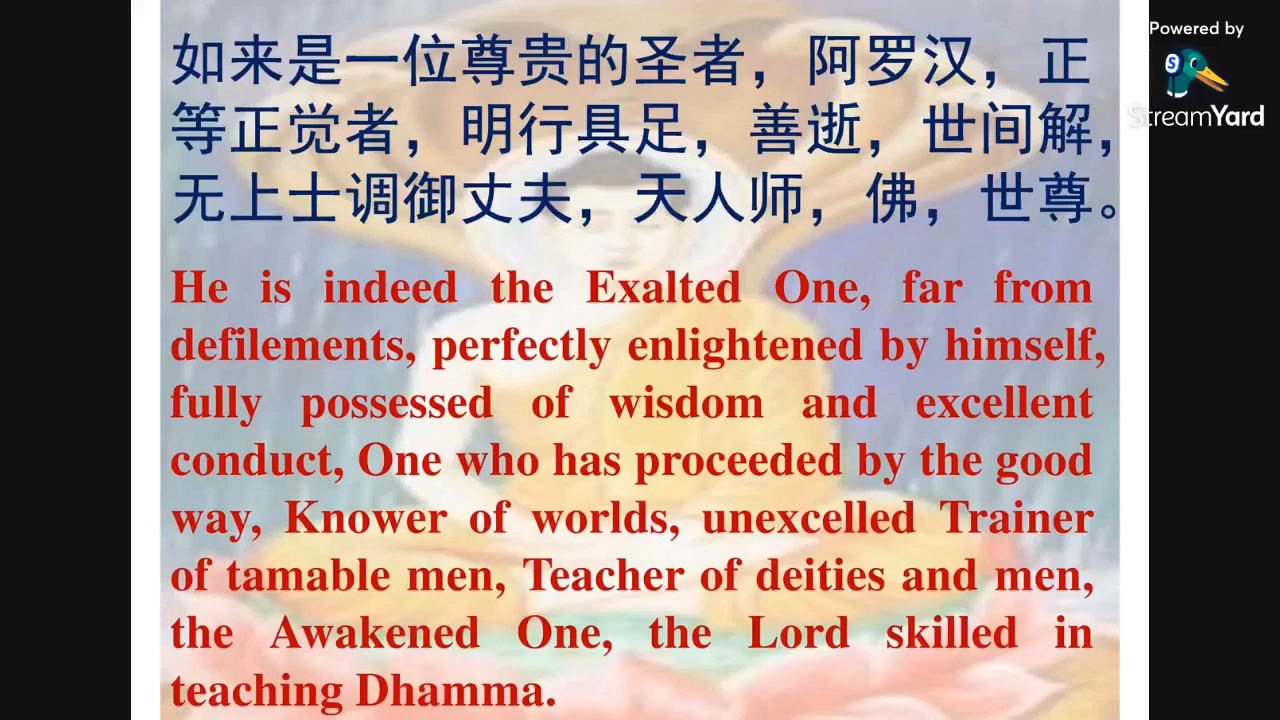 如来是一位尊贵的圣者，阿罗汉，正
等正觉者，明行具足，善逝，世间解，
无上士调御丈夫，天人师，佛，世尊。
He is indeed the Exalted One, far from
defilements, perfectly enlightened by himself,
fully possessed of wisdom and excellent
conduct, One who has proceeded by the good
way, Knower of worlds, unexcelled Trainer
of tamable men, Teacher of deities and men,
the Awakened One, the Lord skilled in
teaching Dhamma.
Powered by
S
StreamYard